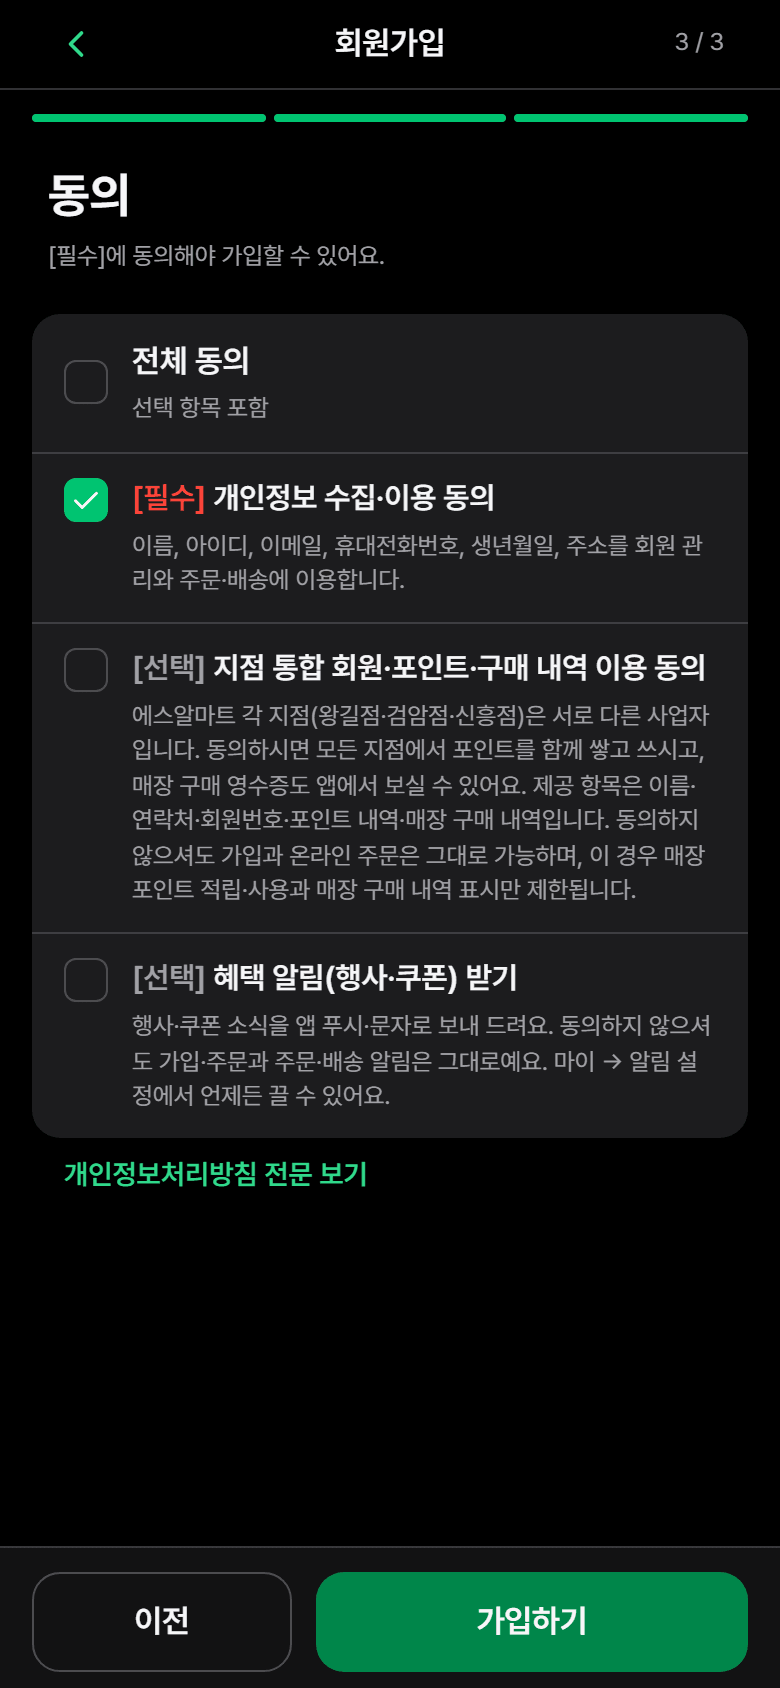 회원가입
3 / 3
동의
[필수]에 동의해야 가입할 수 있어요.
전체 동의
선택 항목 포함
[필수] 개인정보 수집·이용 동의
이름, 아이디, 이메일, 휴대전화번호, 생년월일, 주소를 회원 관
리와 주문·배송에 이용합니다.
[선택] 지점 통합 회원·포인트·구매 내역 이용 동의
에스알마트 각 지점(왕길점·검암점·신흥점)은 서로 다른 사업자
입니다. 동의하시면 모든 지점에서 포인트를 함께 쌓고 쓰시고,
매장 구매 영수증도 앱에서 보실 수 있어요. 제공 항목은 이름·
연락처·회원번호·포인트 내역·매장 구매 내역입니다. 동의하지
않으셔도 가입과 온라인 주문은 그대로 가능하며, 이 경우 매장
포인트 적립·사용과 매장 구매 내역 표시만 제한됩니다.
[선택] 혜택 알림(행사·쿠폰) 받기
행사·쿠폰 소식을 앱 푸시·문자로 보내 드려요. 동의하지 않으셔
도 가입·주문과 주문·배송 알림은 그대로예요. 마이 → 알림 설
정에서 언제든 끌 수 있어요.
개인정보처리방침 전문 보기
이전
가입하기